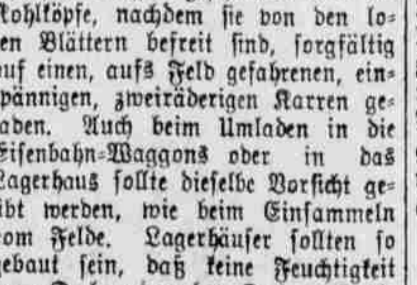 Kohlköpfe, nachdem sie von den lo=
en Blättern befreit sind, sorgfältig
auf einen, aufs Feld gefahrenen, ein=
pännigen, zweiräderigen Karren ge=
aden. Auch beim Umladen in die
Eisenbahn=Waggons oder in das
Lagerhaus sollte dieselbe Vorsicht ge=
ibt werden, wie beim Einsammeln
om Felde. Lagerhäuser sollten so
gebaut sein, daß keine Feuchtigkeit